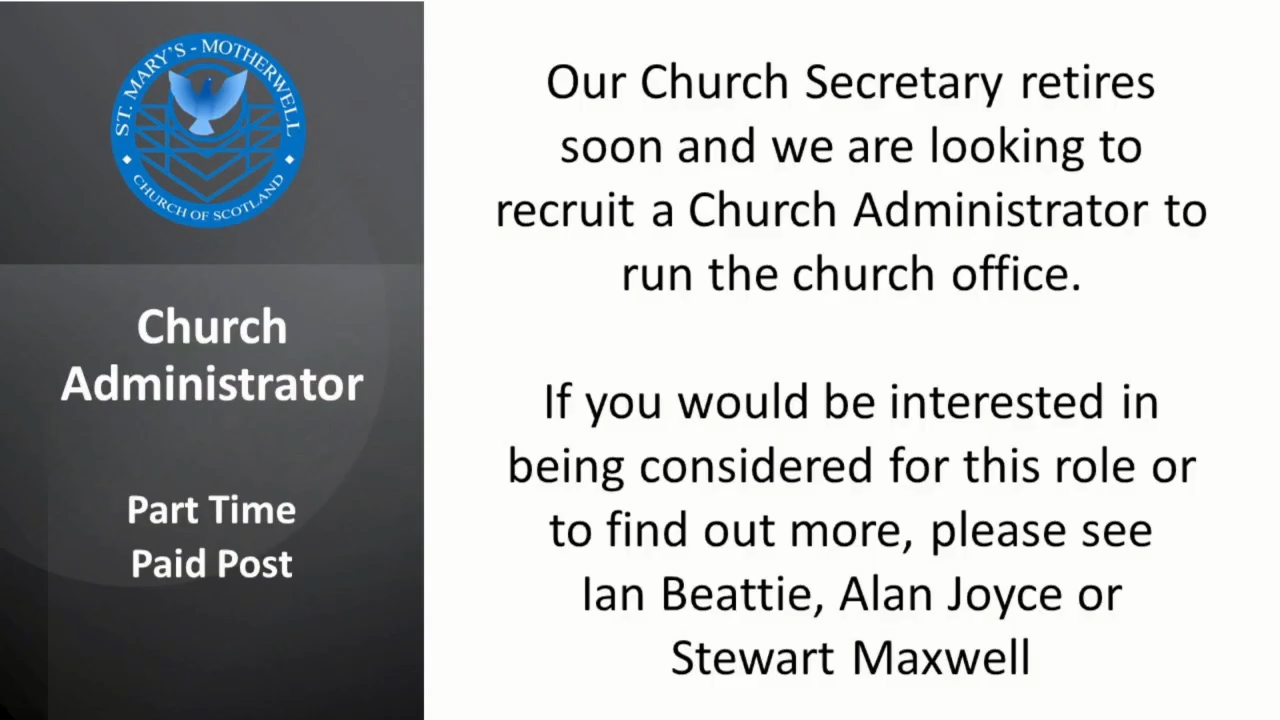 ST. MARY'S - MOTHERWELL
CHURCH OF SCOTLAND
Church
Administrator
Part Time
Paid Post
Our Church Secretary retires
soon and we are looking to
recruit a Church Administrator to
run the church office.
If you would be interested in
being considered for this role or
to find out more, please see
Ian Beattie, Alan Joyce or
Stewart Maxwell